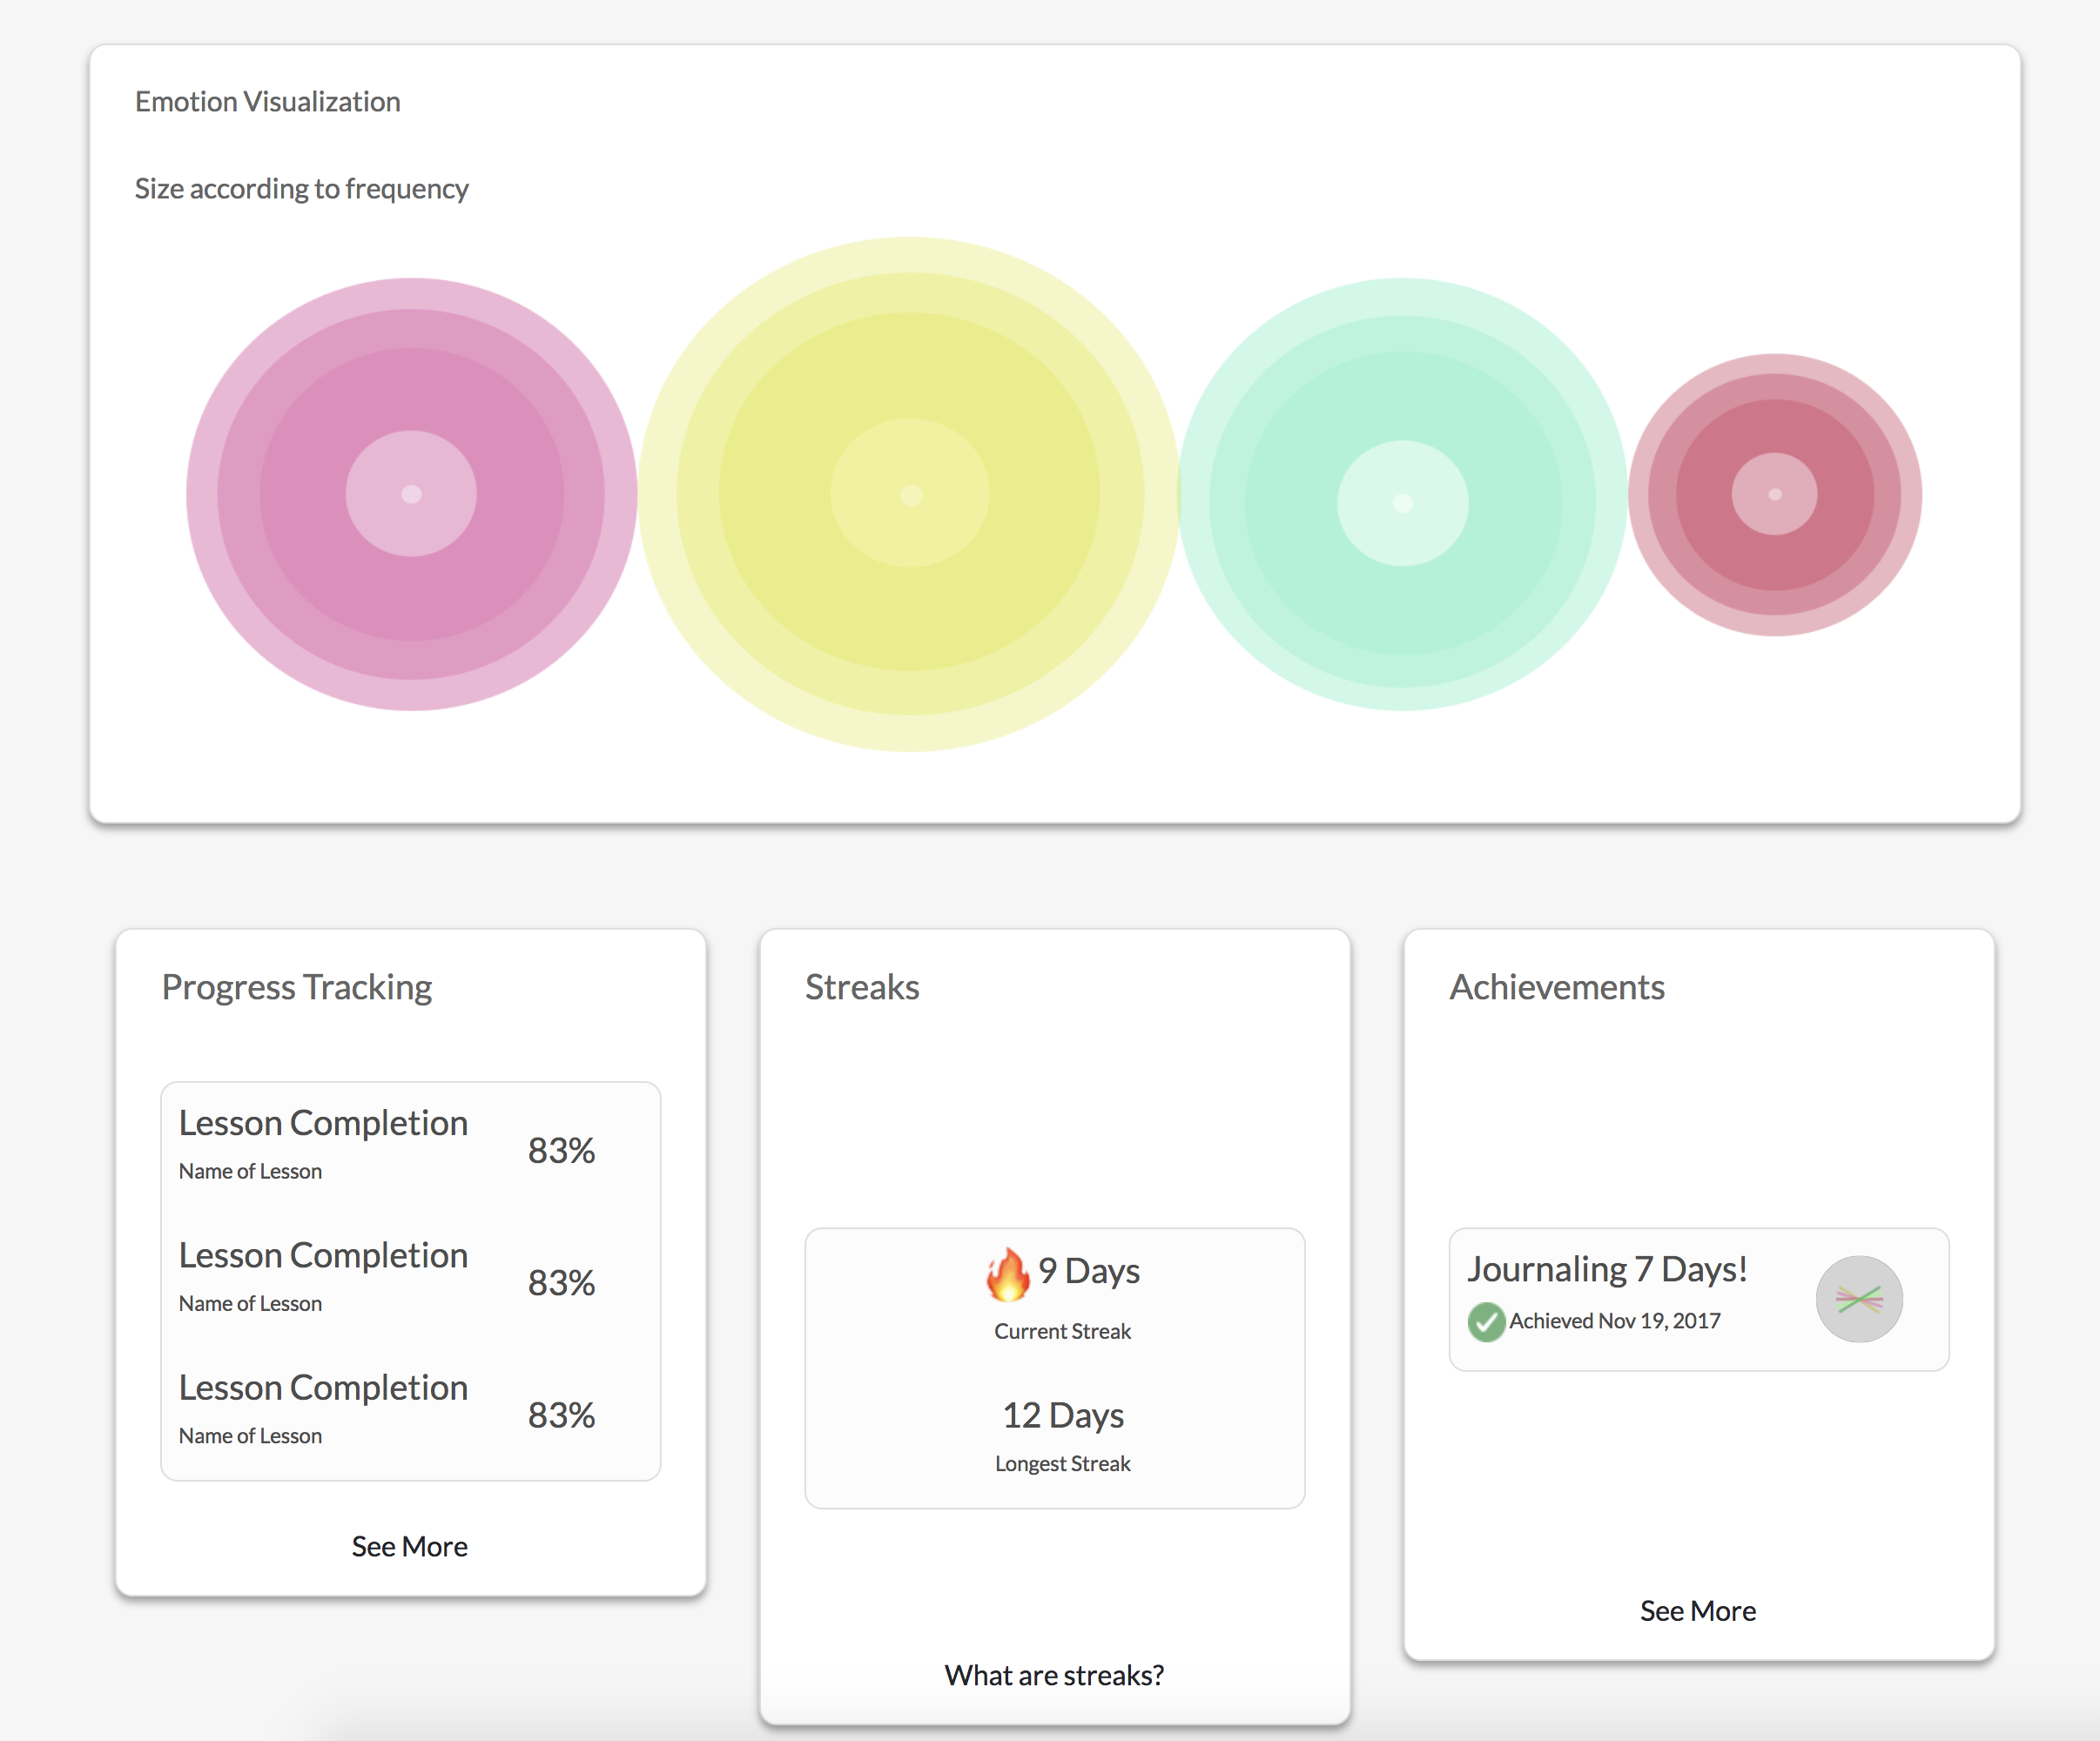 Emotion Visualization
Size according to frequency
Progress Tracking
Lesson Completion
Name of Lesson
83%
Lesson Completion
Name of Lesson
83%
Lesson Completion
Name of Lesson
83%
See More
Streaks
9 Days
Current Streak
12 Days
Longest Streak
What are streaks?
Achievements
Journaling 7 Days!
Achieved Nov 19, 2017
See More